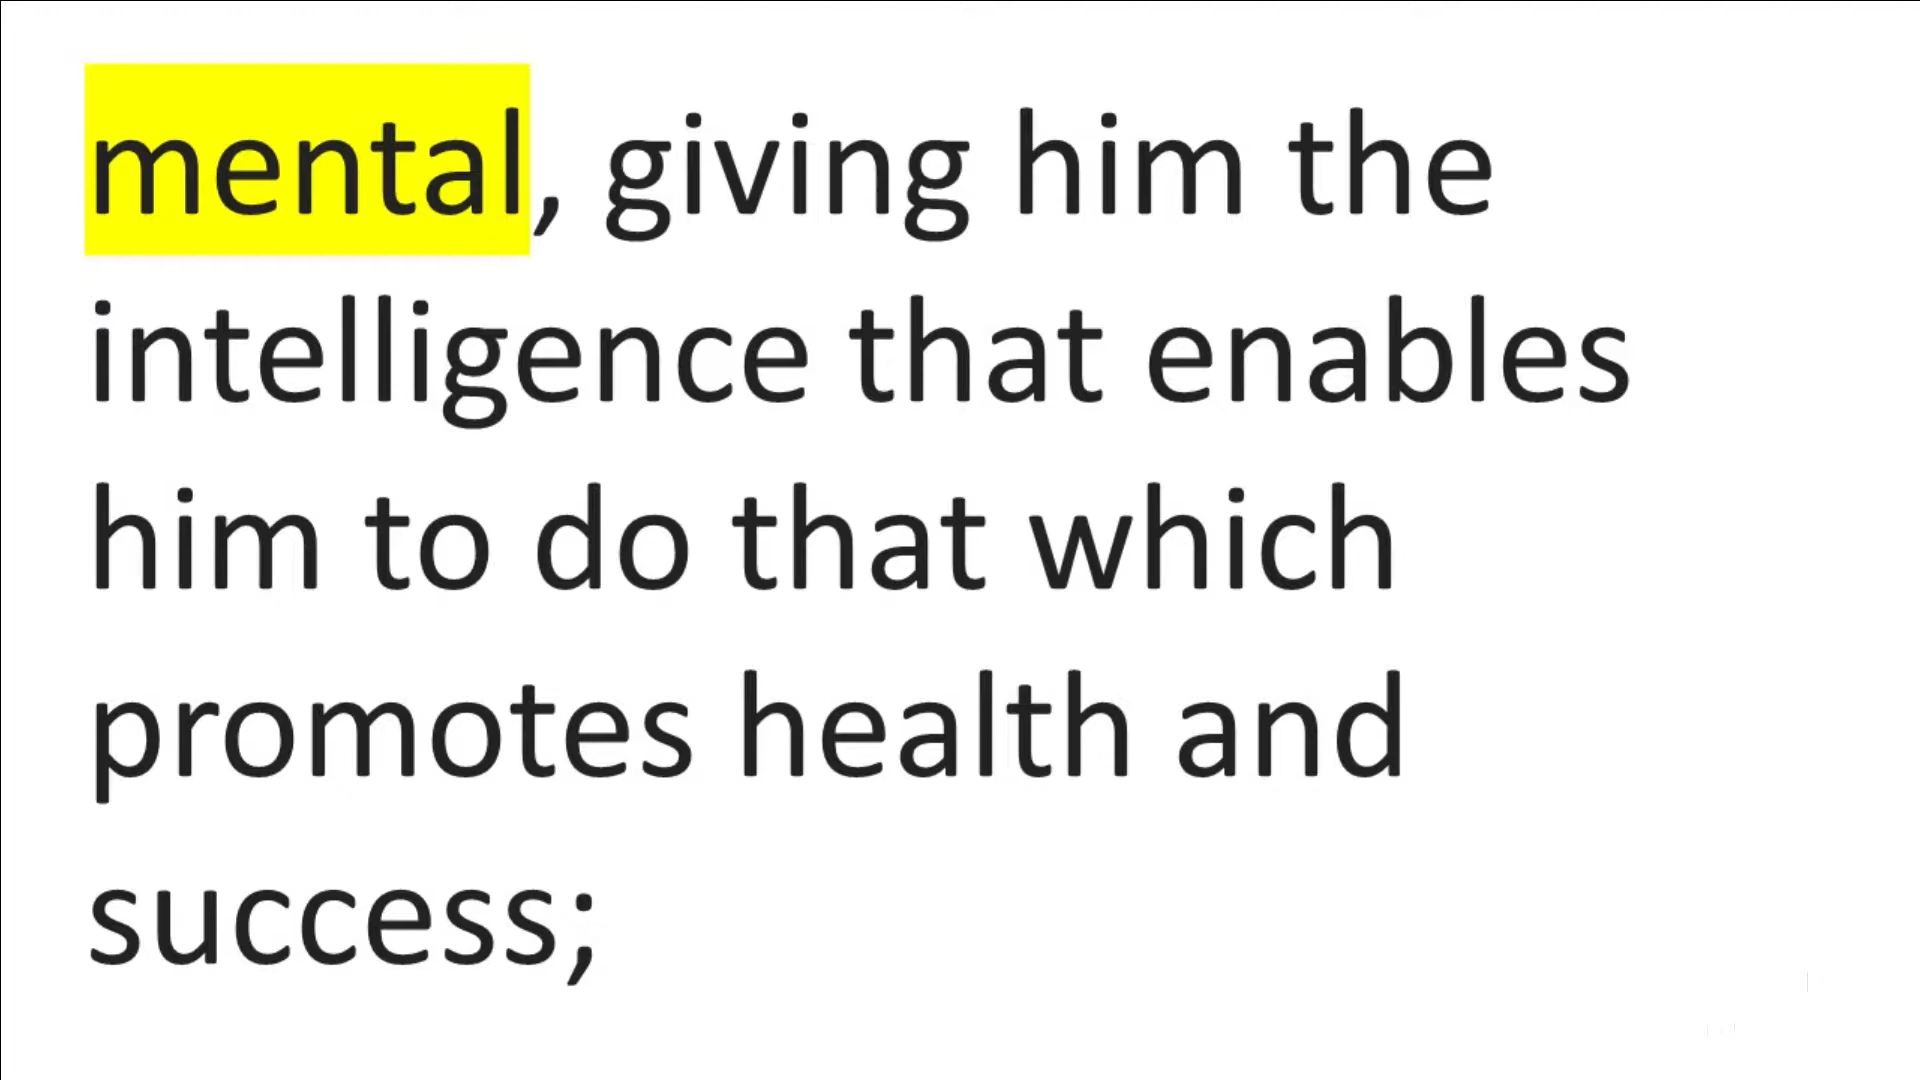 mental, giving him the
intelligence that enables
him to do that which
promotes health and
success;